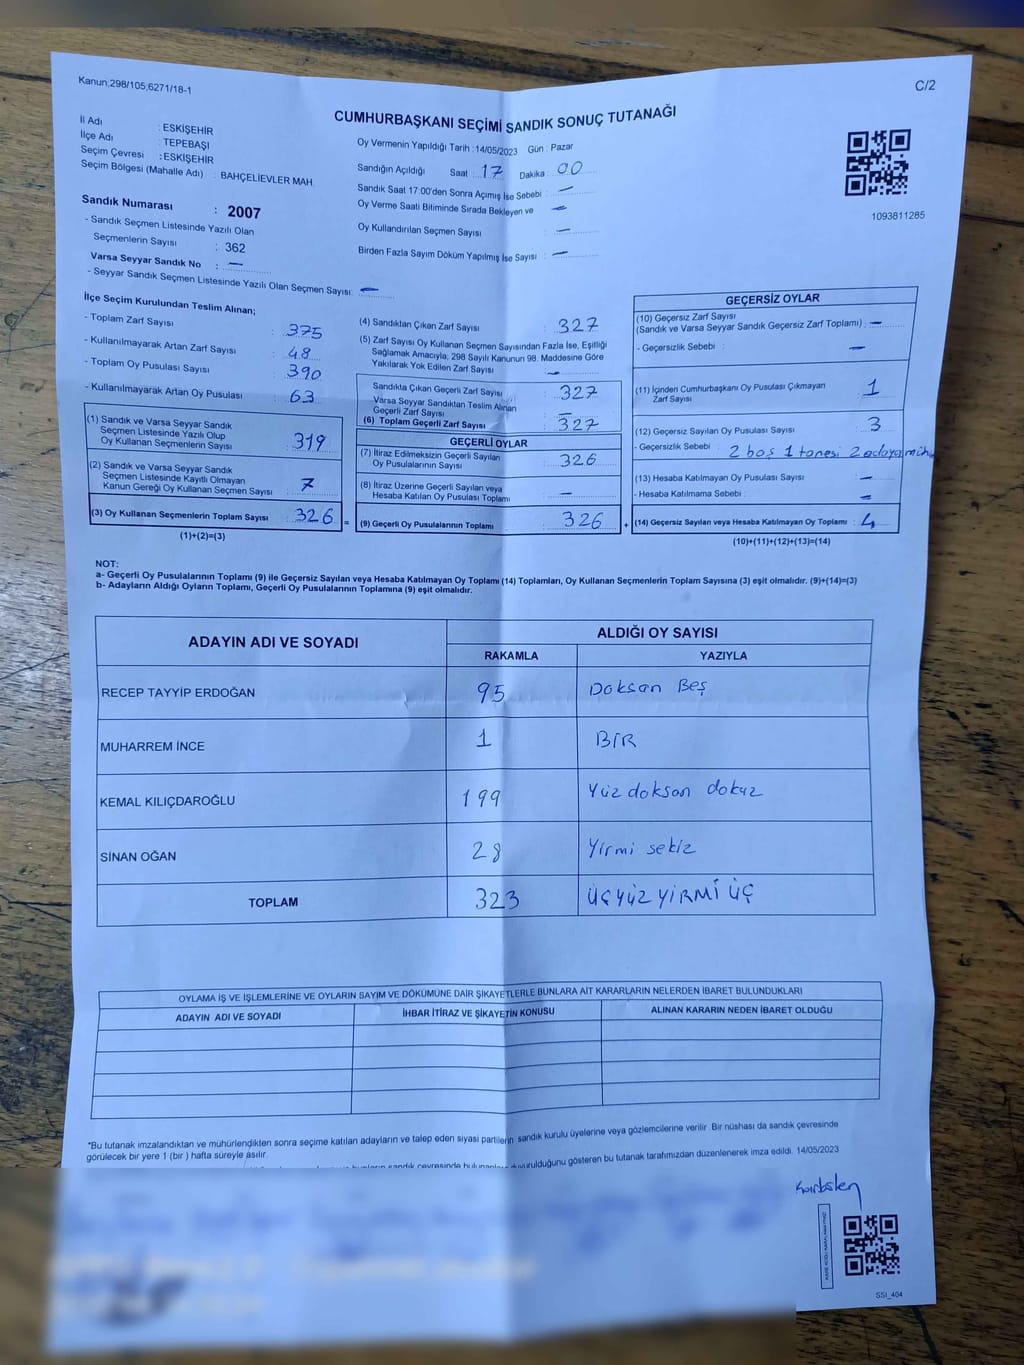 Kanun;298/105,6271/18-1
C/2
CUMHURBAŞKANI SEÇİMİ SANDIK SONUÇ TUTANAĞI
İl Adı : ESKİŞEHİR
İlçe Adı : TEPEBAŞI
Seçim Çevresi : ESKİŞEHİR
Seçim Bölgesi (Mahalle Adı) : BAHÇELİEVLER MAH.
Sandık Numarası : 2007
- Sandık Seçmen Listesinde Yazılı Olan
Seçmenlerin Sayısı : 362
Varsa Seyyar Sandık No : —
- Seyyar Sandık Seçmen Listesinde Yazılı Olan Seçmen Sayısı: —
Oy Vermenin Yapıldığı Tarih : 14/05/2023 Gün : Pazar
Sandığın Açıldığı Saat : 17 Dakika : 00
Sandık Saat 17:00'den Sonra Açımış İse Sebebi : —
Oy Verme Saati Bitiminde Sırada Bekleyen ve —
Oy Kullandırılan Seçmen Sayısı : —
Birden Fazla Sayım Döküm Yapılmış İse Sayısı : —
1093811285
İlçe Seçim Kurulundan Teslim Alınan;
- Toplam Zarf Sayısı : 375
- Kullanılmayarak Artan Zarf Sayısı : 48
- Toplam Oy Pusulası Sayısı : 390
- Kullanılmayarak Artan Oy Pusulası : 63
(1) Sandık ve Varsa Seyyar Sandık
Seçmen Listesinde Yazılı Olup
Oy Kullanan Seçmenlerin Sayısı : 319
(2) Sandık ve Varsa Seyyar Sandık
Seçmen Listesinde Kayıtlı Olmayan
Kanun Gereği Oy Kullanan Seçmen Sayısı : 7
(3) Oy Kullanan Seçmenlerin Toplam Sayısı : 326 =
(1)+(2)=(3)
(4) Sandıktan Çıkan Zarf Sayısı : 327
(5) Zarf Sayısı Oy Kullanan Seçmen Sayısından Fazla İse, Eşitliği
Sağlamak Amacıyla, 298 Sayılı Kanunun 98. Maddesine Göre
Yakılarak Yok Edilen Zarf Sayısı : —
Sandıkta Çıkan Geçerli Zarf Sayısı : 327
Varsa Seyyar Sandıktan Teslim Alınan
Geçerli Zarf Sayısı : —
(6) Toplam Geçerli Zarf Sayısı : 327
GEÇERLİ OYLAR
(7) İtiraz Edilmeksizin Geçerli Sayılan
Oy Pusulalarının Sayısı : 326
(8) İtiraz Üzerine Geçerli Sayılan veya
Hesaba Katılan Oy Pusulası Toplamı : —
(9) Geçerli Oy Pusulalarının Toplamı : 326 +
GEÇERSİZ OYLAR
(10) Geçersiz Zarf Sayısı
(Sandık ve Varsa Seyyar Sandık Geçersiz Zarf Toplamı) : —
- Geçersizlik Sebebi : —
(11) İçinden Cumhurbaşkanı Oy Pusulası Çıkmayan
Zarf Sayısı : 1
(12) Geçersiz Sayılan Oy Pusulası Sayısı : 3
- Geçersizlik Sebebi : 2 boş 1 tanesi 2 adaya müh
(13) Hesaba Katılmayan Oy Pusulası Sayısı : —
- Hesaba Katılmama Sebebi : —
(14) Geçersiz Sayılan veya Hesaba Katılmayan Oy Toplamı : 4
(10)+(11)+(12)+(13)=(14)
NOT:
a- Geçerli Oy Pusulalarının Toplamı (9) ile Geçersiz Sayılan veya Hesaba Katılmayan Oy Toplamı (14) Toplamları, Oy Kullanan Seçmenlerin Toplam Sayısına (3) eşit olmalıdır. (9)+(14)=(3)
b- Adayların Aldığı Oyların Toplamı, Geçerli Oy Pusulalarının Toplamına (9) eşit olmalıdır.
ADAYIN ADI VE SOYADI ALDIĞI OY SAYISI
RAKAMLA YAZIYLA
RECEP TAYYİP ERDOĞAN 95 Doksan Beş
MUHARREM İNCE 1 BİR
KEMAL KILIÇDAROĞLU 199 Yüz doksan dokuz
SİNAN OĞAN 28 Yirmi sekiz
TOPLAM 323 ÜÇYÜZ YİRMİ ÜÇ
OYLAMA İŞ VE İŞLEMLERİNE VE OYLARIN SAYIM VE DÖKÜMÜNE DAİR ŞİKAYETLERLE BUNLARA AİT KARARLARIN NELERDEN İBARET BULUNDUKLARI
ADAYIN ADI VE SOYADI İHBAR İTİRAZ VE ŞİKAYETİN KONUSU ALINAN KARARIN NEDEN İBARET OLDUĞU
*Bu tutanak imzalandıktan ve mühürlendikten sonra seçime katılan adayların ve talep eden siyasi partilerin sandık kurulu üyelerine veya gözlemcilerine verilir. Bir nüshası da sandık çevresinde
görülecek bir yere 1 (bir ) hafta süreyle asılır.
sandık çevresinde duyurulduğunu gösteren bu tutanak tarafımızdan düzenlenerek imza edildi. 14/05/2023
SSI_404